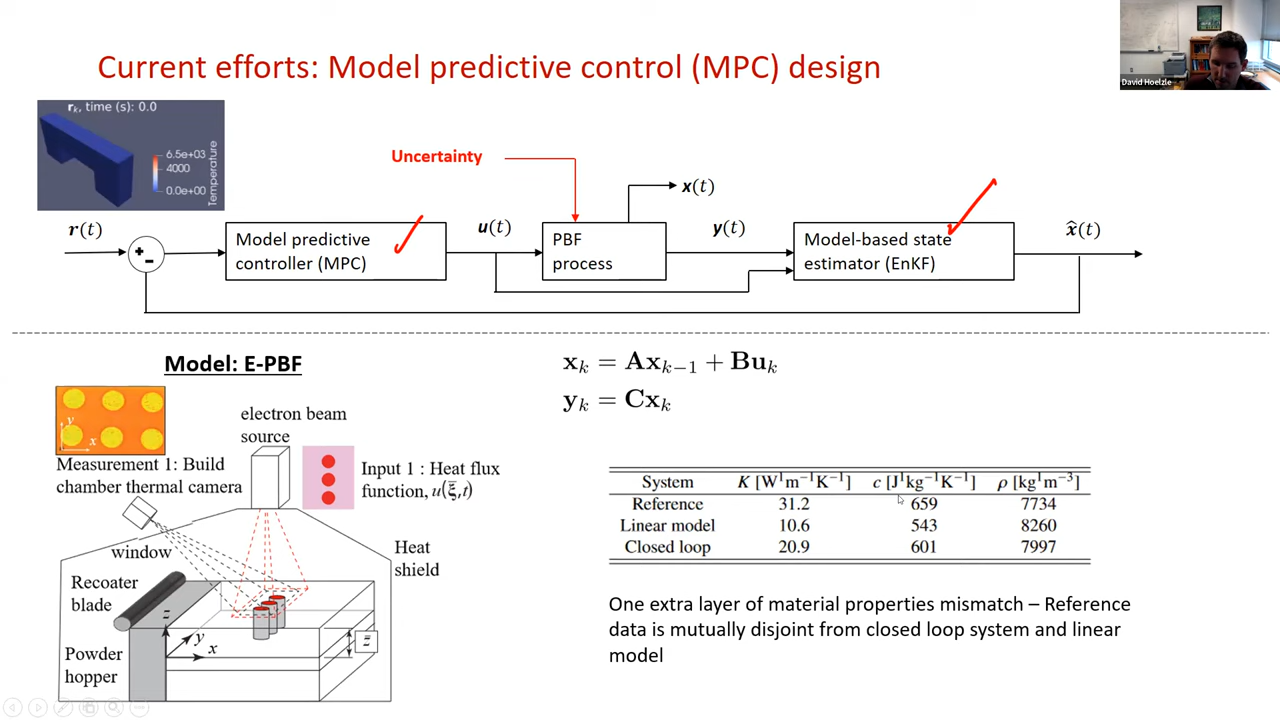 Current efforts: Model predictive control (MPC) design
David Hoelzle
r_k, time (s): 0.0
6.5e+03
4000
0.0e+00
Temperature
Uncertainty
x(t)
r(t)
+
-
Model predictive
controller (MPC)
u(t)
PBF
process
y(t)
Model-based state
estimator (EnKF)
x̂(t)
Model: E-PBF
x_k = Ax_{k−1} + Bu_k
y_k = Cx_k
electron beam
source
y
x
Measurement 1: Build
chamber thermal camera
Input 1 : Heat flux
function, u(ξ̄,t)
window
Heat
shield
Recoater
blade
Powder
hopper
z
y
x
System K [W¹m⁻¹K⁻¹] c [J¹kg⁻¹K⁻¹] ρ [kg¹m⁻³]
Reference 31.2 659 7734
Linear model 10.6 543 8260
Closed loop 20.9 601 7997
One extra layer of material properties mismatch – Reference
data is mutually disjoint from closed loop system and linear
model